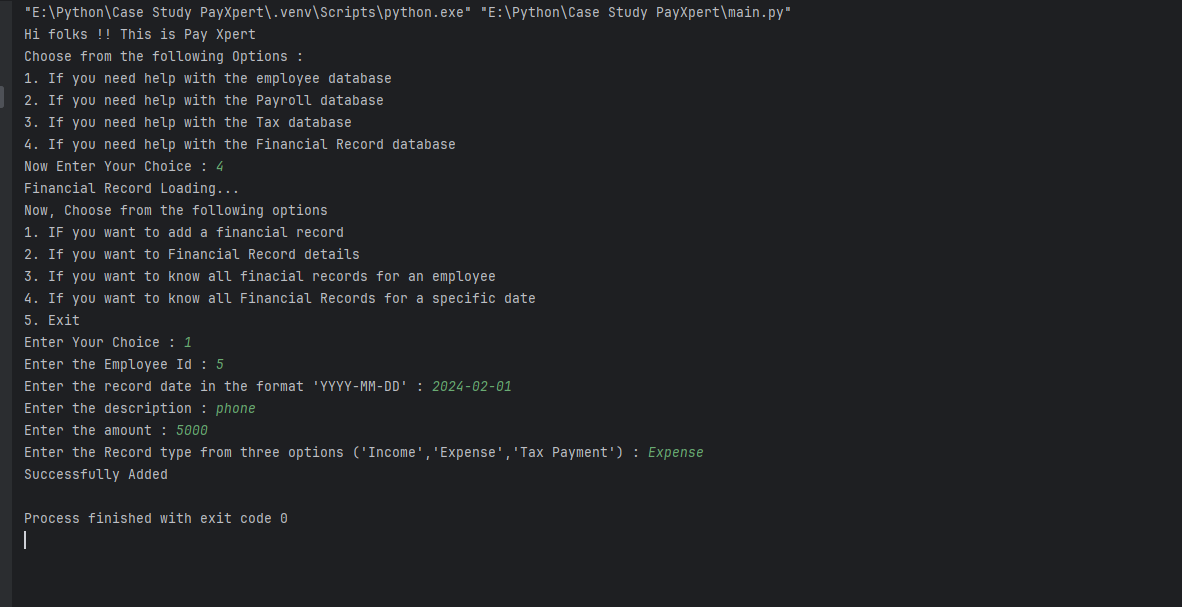 "E:\Python\Case Study PayXpert\.venv\Scripts\python.exe" "E:\Python\Case Study PayXpert\main.py"
Hi folks !! This is Pay Xpert
Choose from the following Options :
1. If you need help with the employee database
2. If you need help with the Payroll database
3. If you need help with the Tax database
4. If you need help with the Financial Record database
Now Enter Your Choice : 4
Financial Record Loading...
Now, Choose from the following options
1. IF you want to add a financial record
2. If you want to Financial Record details
3. If you want to know all finacial records for an employee
4. If you want to know all Financial Records for a specific date
5. Exit
Enter Your Choice : 1
Enter the Employee Id : 5
Enter the record date in the format 'YYYY-MM-DD' : 2024-02-01
Enter the description : phone
Enter the amount : 5000
Enter the Record type from three options ('Income','Expense','Tax Payment') : Expense
Successfully Added
Process finished with exit code 0